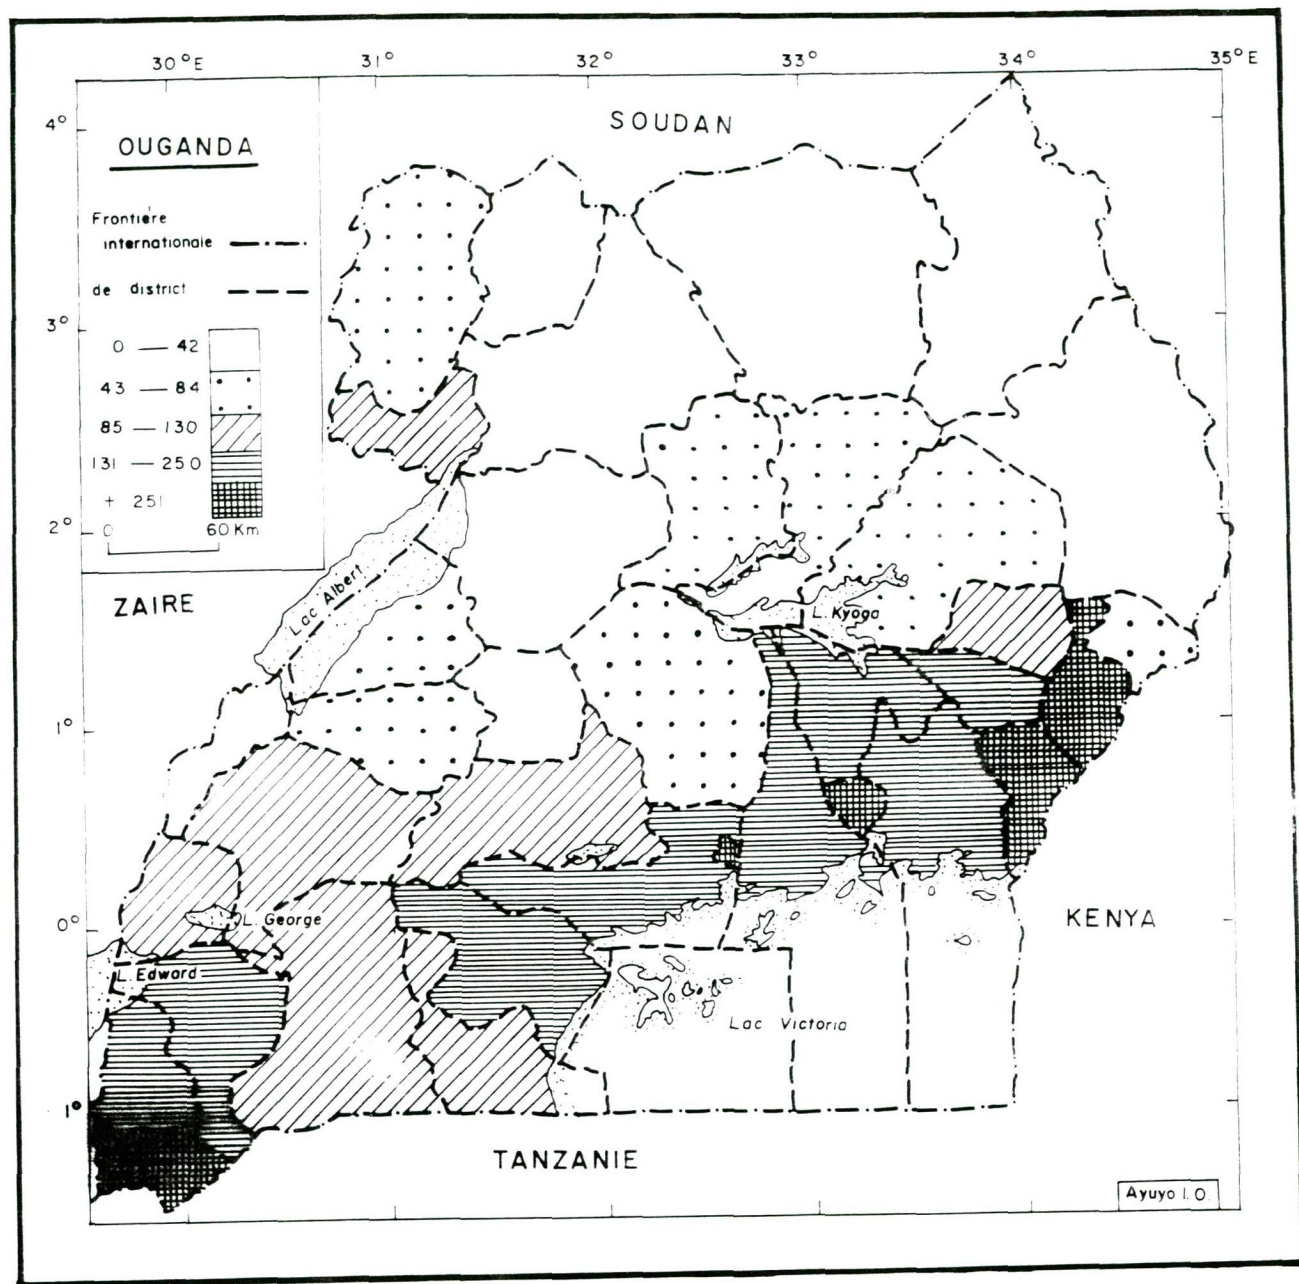 30°E 31° 32° 33° 34° 35°E
4°
SOUDAN
OUGANDA
Frontière
internationale
de district
3°
0 — 42
43 — 84
85 — 130
131 — 250
+ 251
2°
0 60 Km
ZAIRE
Lac Albert
L. Kyoga
1°
0°
L. George
KENYA
L. Edward
Lac Victoria
1°
TANZANIE
Ayuyo I.O.